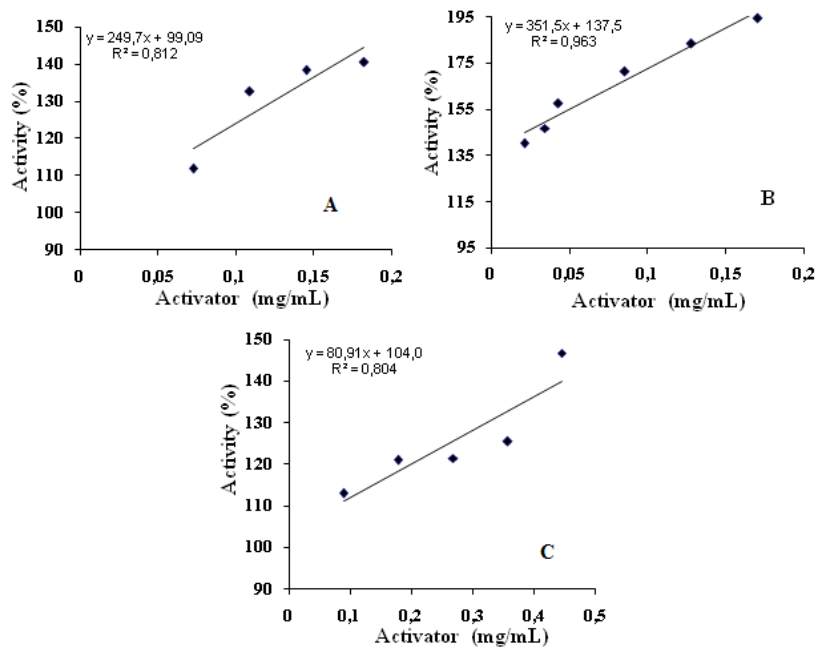 y = 249,7x + 99,09
R² = 0,812
Activity (%)
150
140
130
120
110
100
90
0
0,05
0,1
0,15
0,2
Activator (mg/mL)
A
y = 351,5x + 137,5
R² = 0,963
Activity (%)
195
175
155
135
115
95
0
0,05
0,1
0,15
0,2
Activator (mg/mL)
B
y = 80,91x + 104,0
R² = 0,804
Activity (%)
150
140
130
120
110
100
90
0
0,1
0,2
0,3
0,4
0,5
Activator (mg/mL)
C